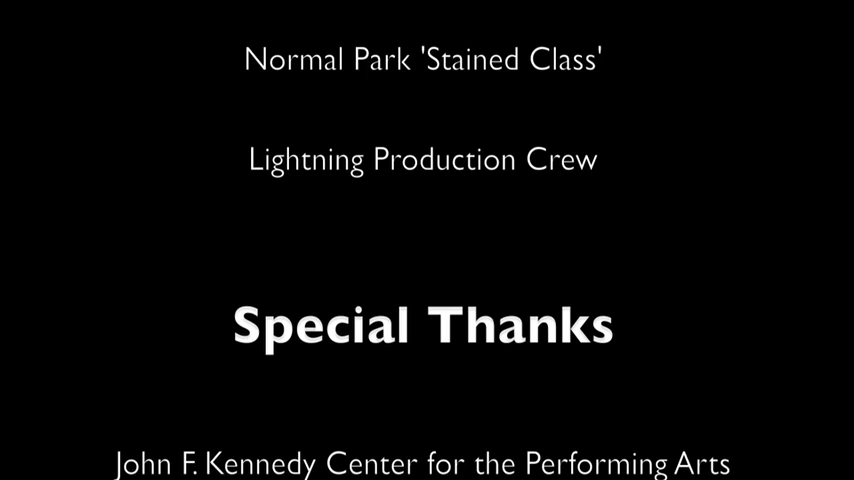 Normal Park 'Stained Class'
Lightning Production Crew
Special Thanks
John F. Kennedy Center for the Performing Arts